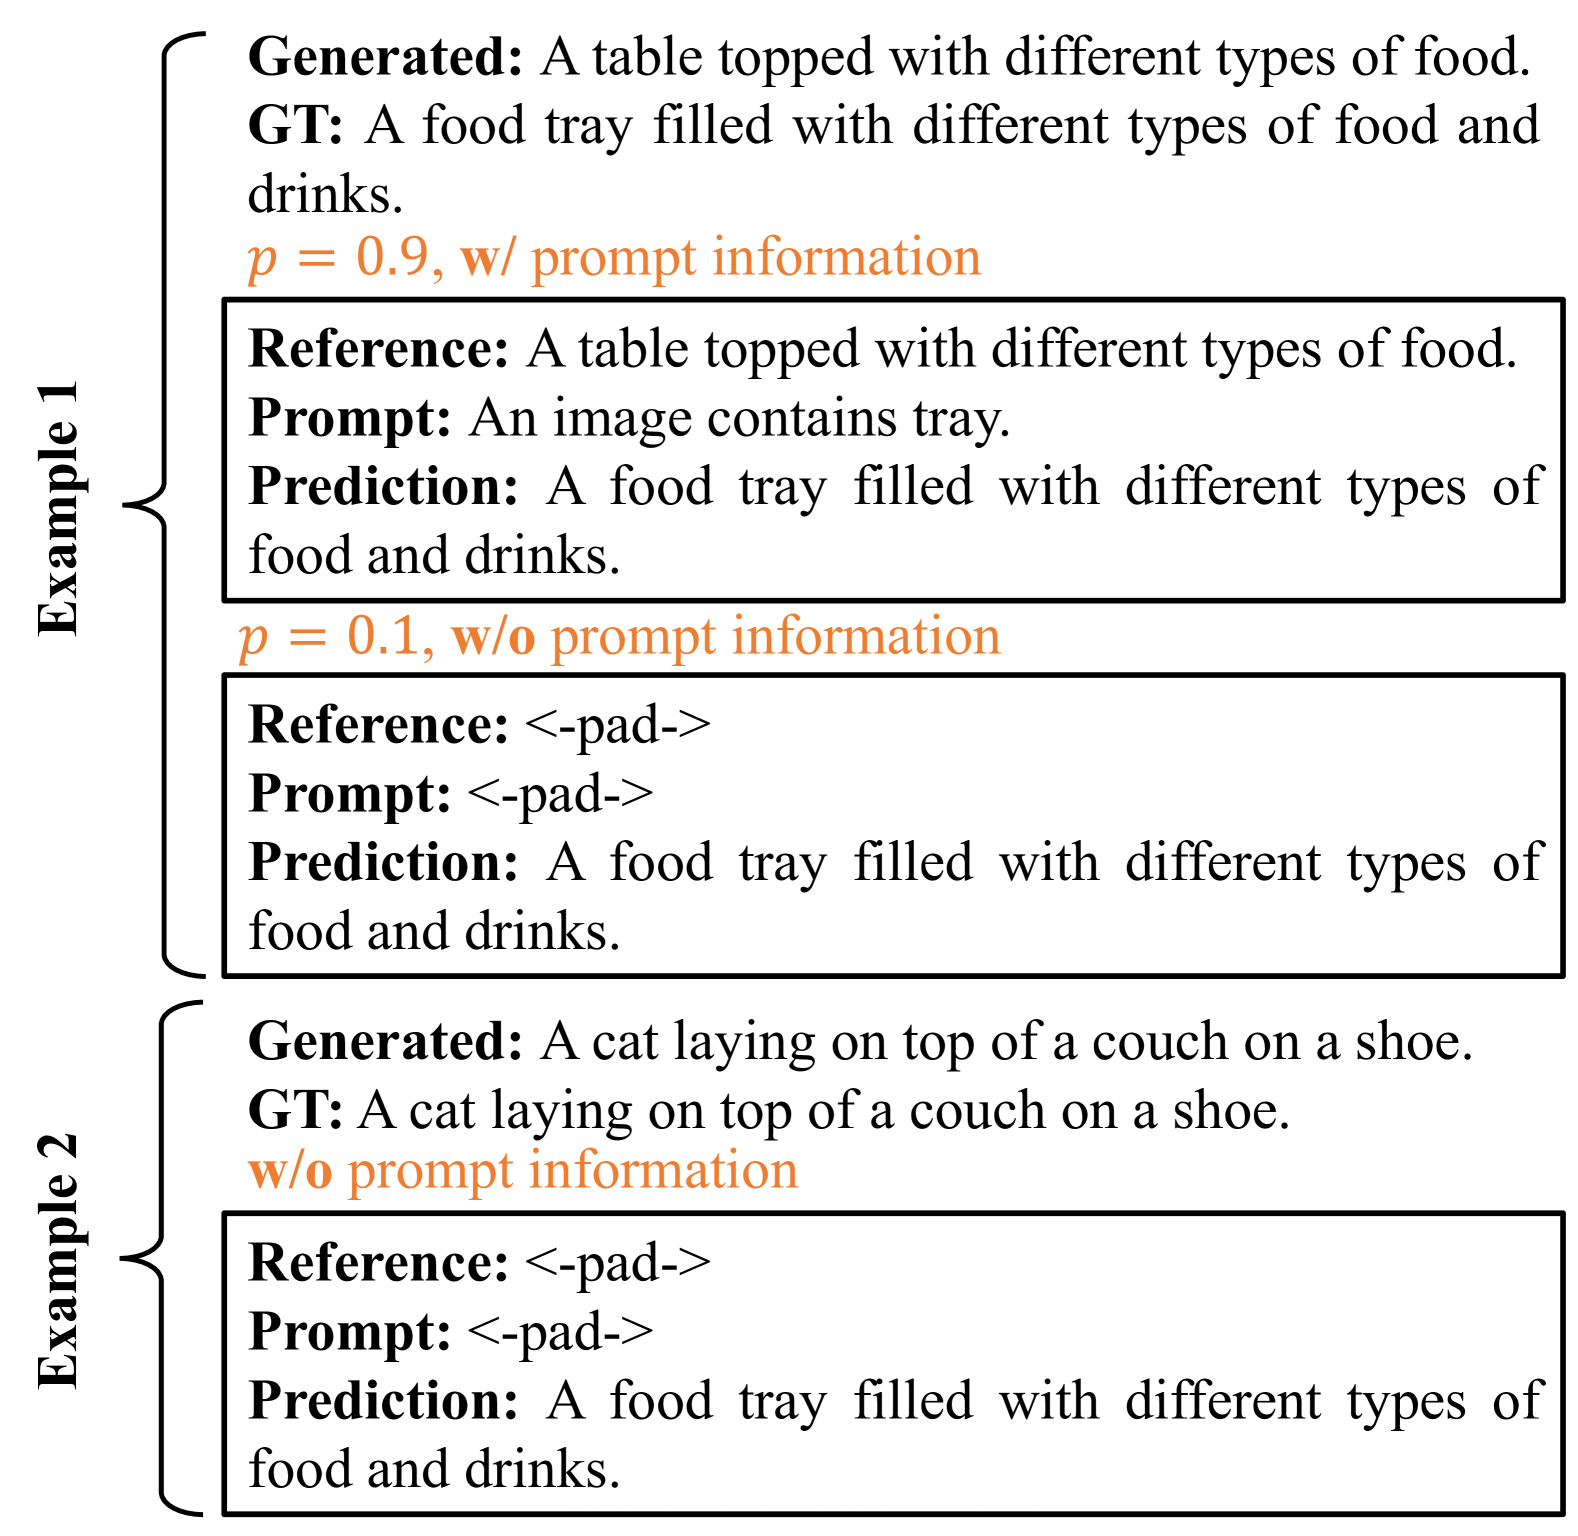 Example 1
Generated: A table topped with different types of food.
GT: A food tray filled with different types of food and
drinks.
p = 0.9, w/ prompt information
Reference: A table topped with different types of food.
Prompt: An image contains tray.
Prediction: A food tray filled with different types of
food and drinks.
p = 0.1, w/o prompt information
Reference: <-pad->
Prompt: <-pad->
Prediction: A food tray filled with different types of
food and drinks.
Example 2
Generated: A cat laying on top of a couch on a shoe.
GT: A cat laying on top of a couch on a shoe.
w/o prompt information
Reference: <-pad->
Prompt: <-pad->
Prediction: A food tray filled with different types of
food and drinks.